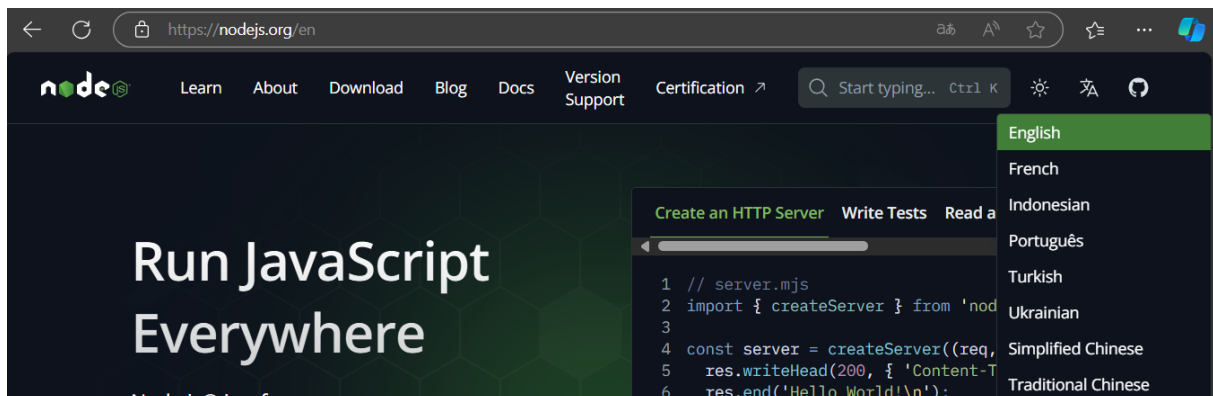 https://nodejs.org/en
node JS
Learn
About
Download
Blog
Docs
Version
Support
Certification ↗
Start typing... Ctrl K
English
French
Indonesian
Português
Turkish
Ukrainian
Simplified Chinese
Traditional Chinese
Run JavaScript
Everywhere
Create an HTTP Server
Write Tests
Read a
1 // server.mjs
2 import { createServer } from 'nod
3
4 const server = createServer((req,
5 res.writeHead(200, { 'Content-T
6 res.end('Hello World!\n');